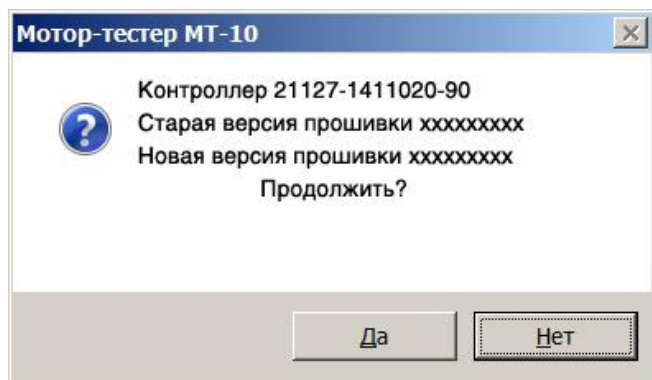 Мотор-тестер МТ-10
Контроллер 21127-1411020-90
Старая версия прошивки xxxxxxxxx
Новая версия прошивки xxxxxxxxx
Продолжить?
Да
Нет